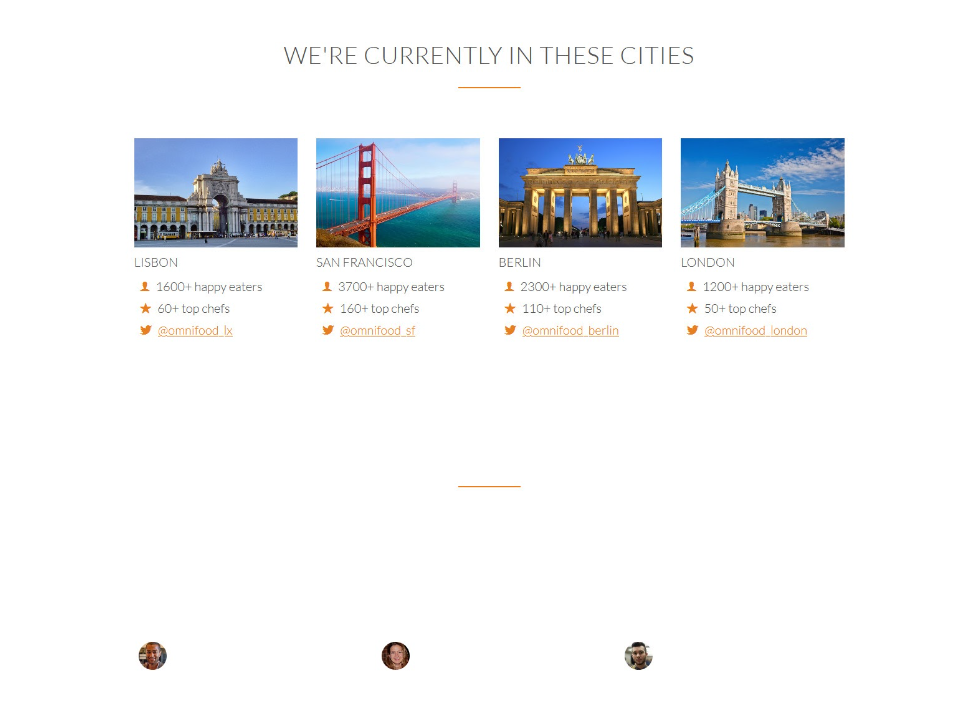 WE'RE CURRENTLY IN THESE CITIES
LISBON
1600+ happy eaters
60+ top chefs
@omnifood_lx
SAN FRANCISCO
3700+ happy eaters
160+ top chefs
@omnifood_sf
BERLIN
2300+ happy eaters
110+ top chefs
@omnifood_berlin
LONDON
1200+ happy eaters
50+ top chefs
@omnifood_london